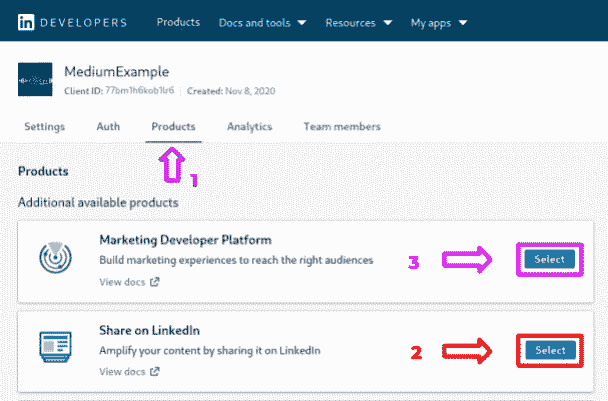 in DEVELOPERS Products Docs and tools Resources My apps
MediumExample
Client ID: 77bm1h6kob1lr6 Created: Nov 8, 2020
Settings Auth Products Analytics Team members
1
Products
Additional available products
Marketing Developer Platform
Build marketing experiences to reach the right audiences
View docs
3
Select
Share on LinkedIn
Amplify your content by sharing it on LinkedIn
View docs
2
Select